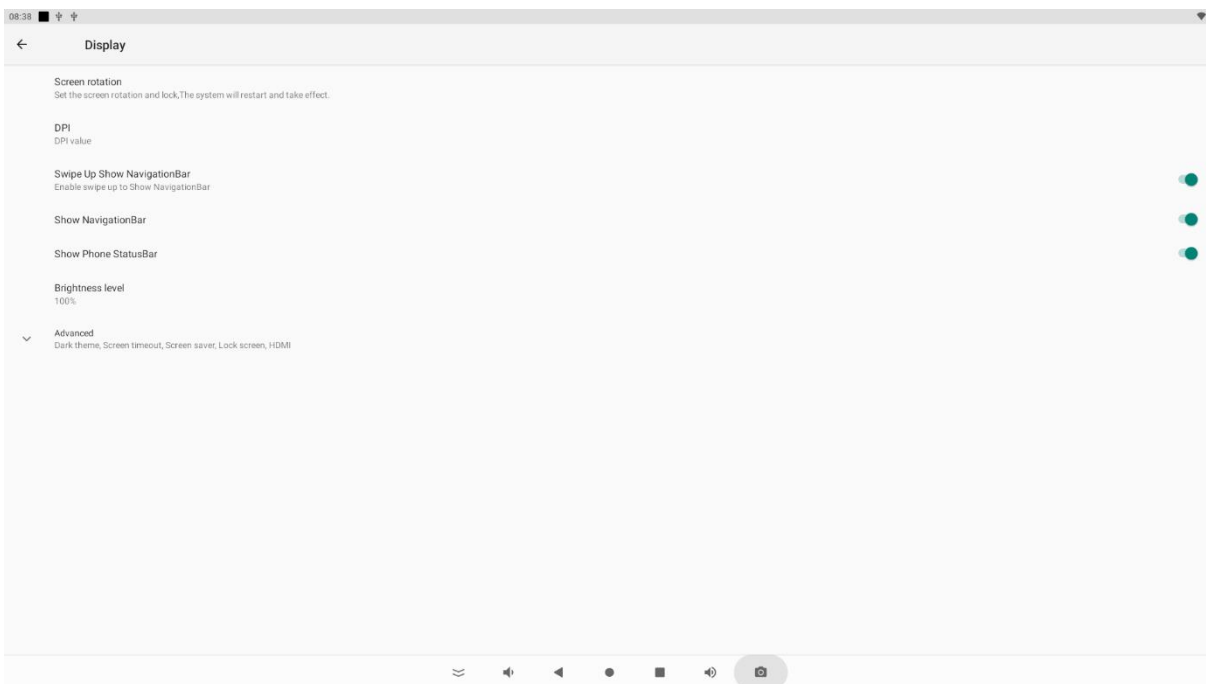 08:38
Display
Screen rotation
Set the screen rotation and lock,The system will restart and take effect.
DPI
DPI value
Swipe Up Show NavigationBar
Enable swipe up to Show NavigationBar
Show NavigationBar
Show Phone StatusBar
Brightness level
100%
Advanced
Dark theme, Screen timeout, Screen saver, Lock screen, HDMI